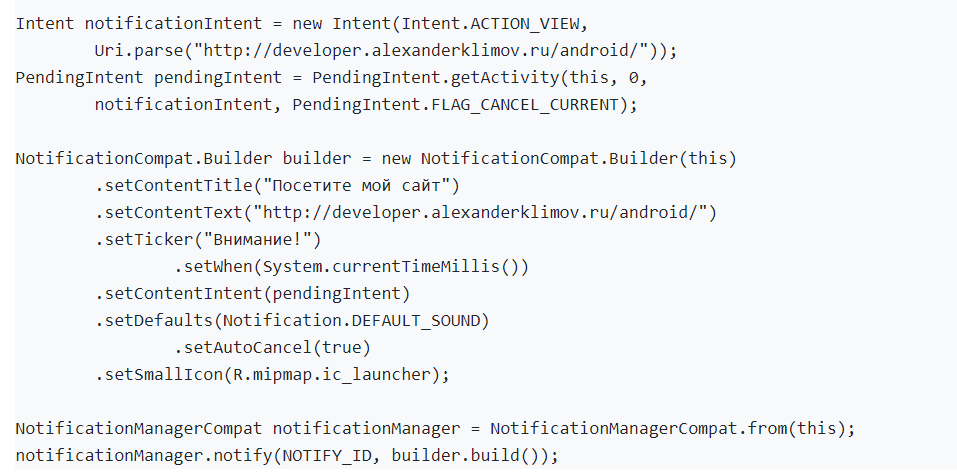 Intent notificationIntent = new Intent(Intent.ACTION_VIEW,
        Uri.parse("http://developer.alexanderklimov.ru/android/"));
PendingIntent pendingIntent = PendingIntent.getActivity(this, 0,
        notificationIntent, PendingIntent.FLAG_CANCEL_CURRENT);

NotificationCompat.Builder builder = new NotificationCompat.Builder(this)
        .setContentTitle("Посетите мой сайт")
        .setContentText("http://developer.alexanderklimov.ru/android/")
        .setTicker("Внимание!")
                .setWhen(System.currentTimeMillis())
        .setContentIntent(pendingIntent)
        .setDefaults(Notification.DEFAULT_SOUND)
                .setAutoCancel(true)
        .setSmallIcon(R.mipmap.ic_launcher);

NotificationManagerCompat notificationManager = NotificationManagerCompat.from(this);
notificationManager.notify(NOTIFY_ID, builder.build());